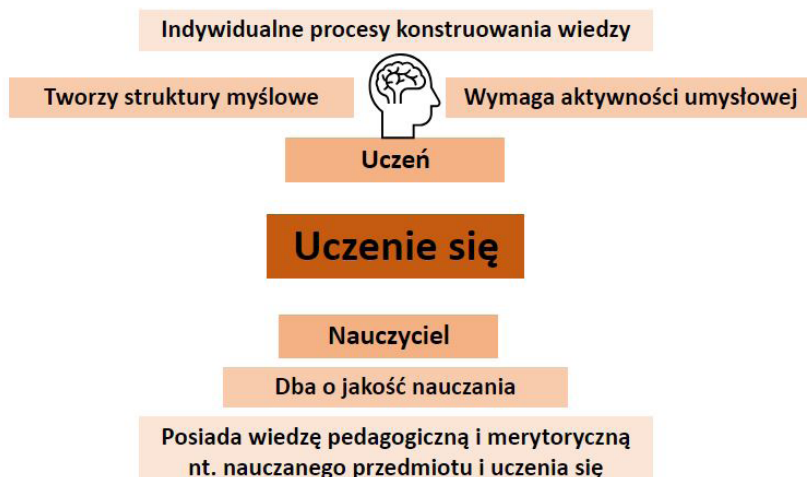 Indywidualne procesy konstruowania wiedzy
Tworzy struktury myślowe
Wymaga aktywności umysłowej
Uczeń
Uczenie się
Nauczyciel
Dba o jakość nauczania
Posiada wiedzę pedagogiczną i merytoryczną
nt. nauczanego przedmiotu i uczenia się